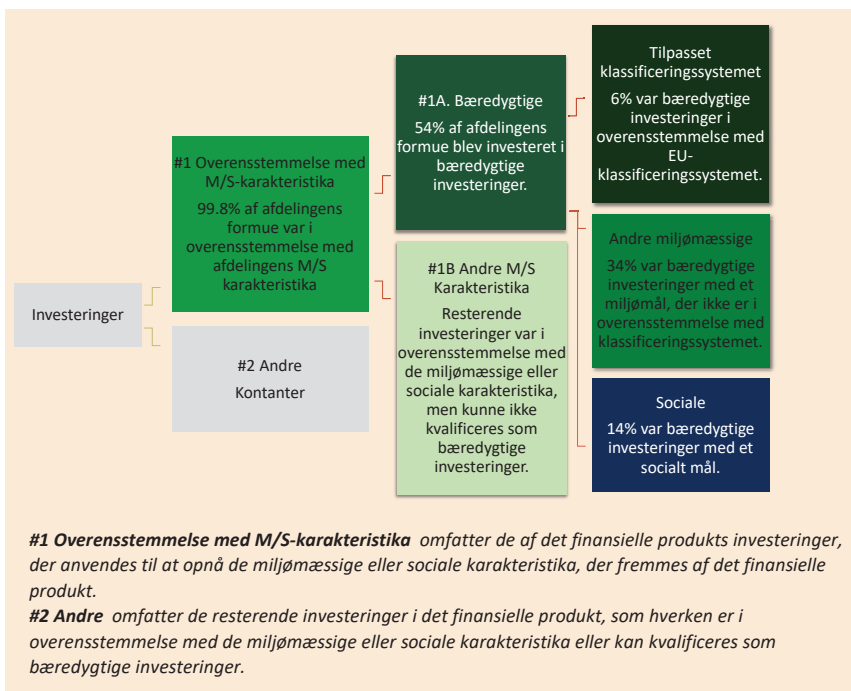 Investeringer
#1 Overensstemmelse med
M/S-karakteristika
99.8% af afdelingens
formue var i
overensstemmelse med
afdelingens M/S
karakteristika
#2 Andre
Kontanter
#1A. Bæredygtige
54% af afdelingens
formue blev investeret i
bæredygtige
investeringer.
#1B Andre M/S
Karakteristika
Resterende
investeringer var i
overensstemmelse med
de miljømæssige eller
sociale karakteristika,
men kunne ikke
kvalificeres som
bæredygtige
investeringer.
Tilpasset
klassificeringssystemet
6% var bæredygtige
investeringer i
overensstemmelse med
EU-
klassificeringssystemet.
Andre miljømæssige
34% var bæredygtige
investeringer med et
miljømål, der ikke er i
overensstemmelse med
klassificeringssystemet.
Sociale
14% var bæredygtige
investeringer med et
socialt mål.
#1 Overensstemmelse med M/S-karakteristika omfatter de af det finansielle produkts investeringer,
der anvendes til at opnå de miljømæssige eller sociale karakteristika, der fremmes af det finansielle
produkt.
#2 Andre omfatter de resterende investeringer i det finansielle produkt, som hverken er i
overensstemmelse med de miljømæssige eller sociale karakteristika eller kan kvalificeres som
bæredygtige investeringer.